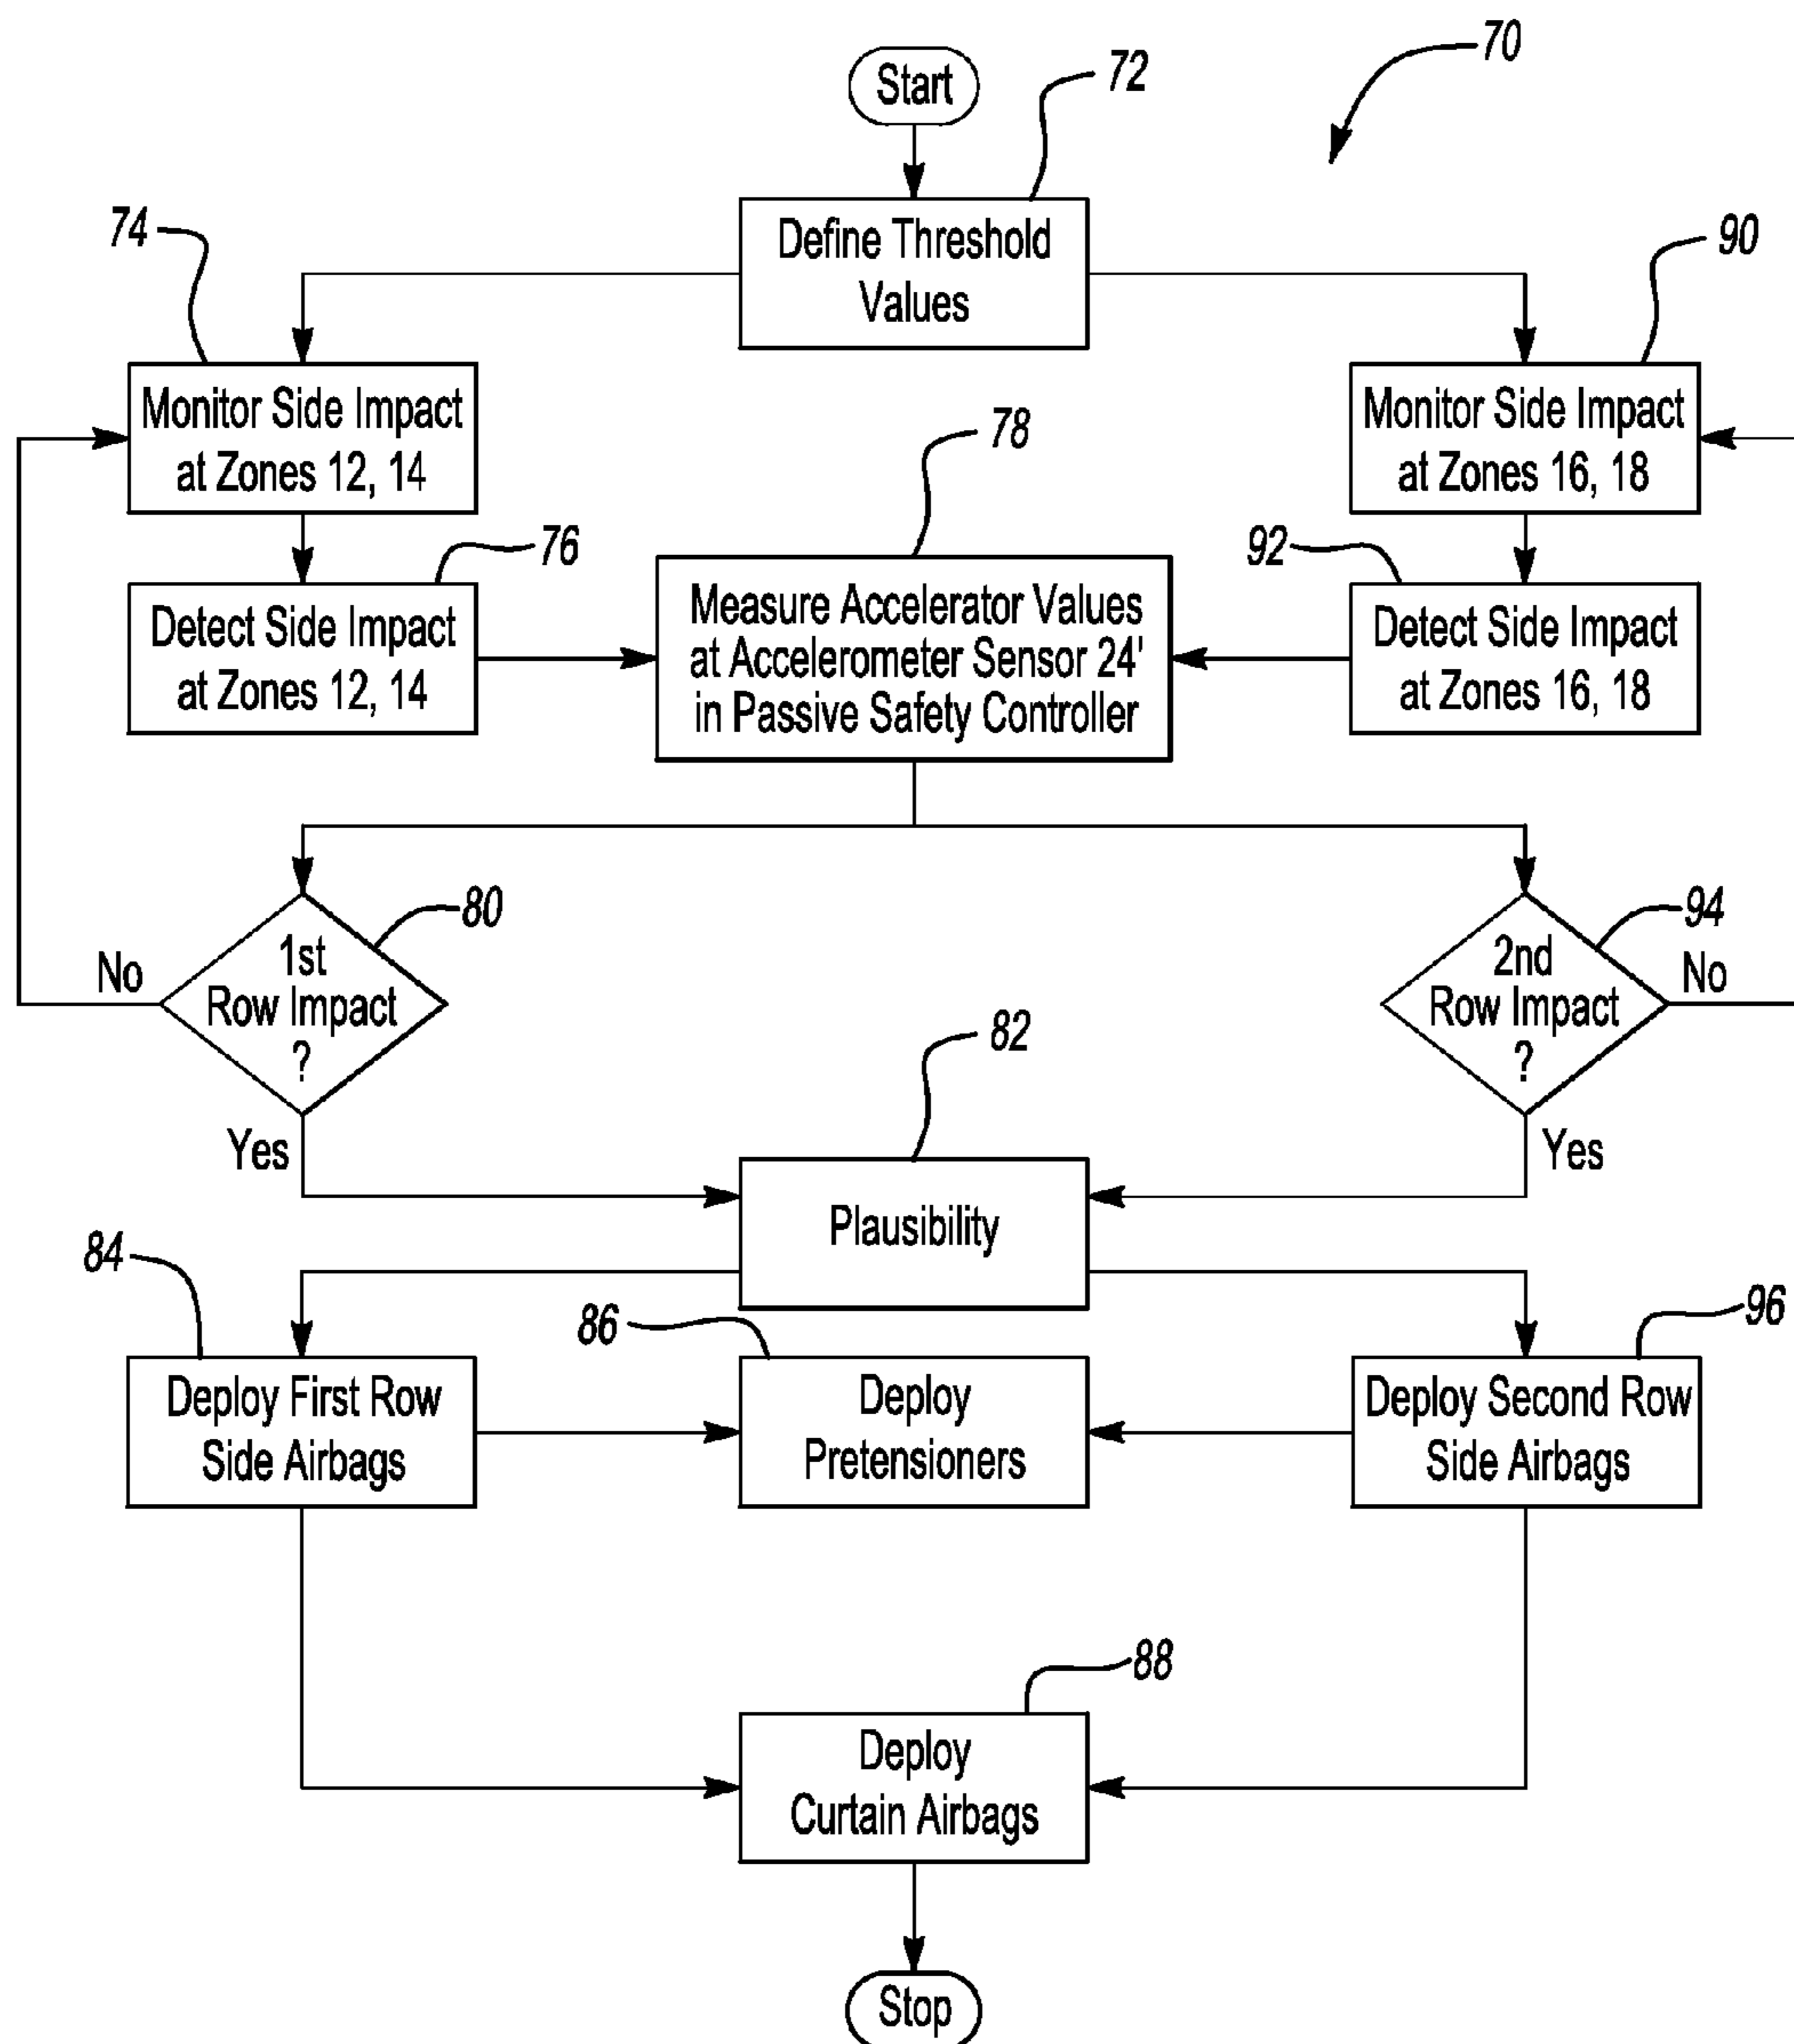 70
Start
72
Define Threshold
Values
74
90
Monitor Side Impact
at Zones 12, 14
Monitor Side Impact
at Zones 16, 18
78
76
92
Detect Side Impact
at Zones 12, 14
Measure Accelerator Values
at Accelerometer Sensor 24'
in Passive Safety Controller
Detect Side Impact
at Zones 16, 18
80
94
No
1st
Row Impact
?
2nd
Row Impact
?
No
82
Yes
Yes
Plausibility
84
86
96
Deploy First Row
Side Airbags
Deploy
Pretensioners
Deploy Second Row
Side Airbags
88
Deploy
Curtain Airbags
Stop